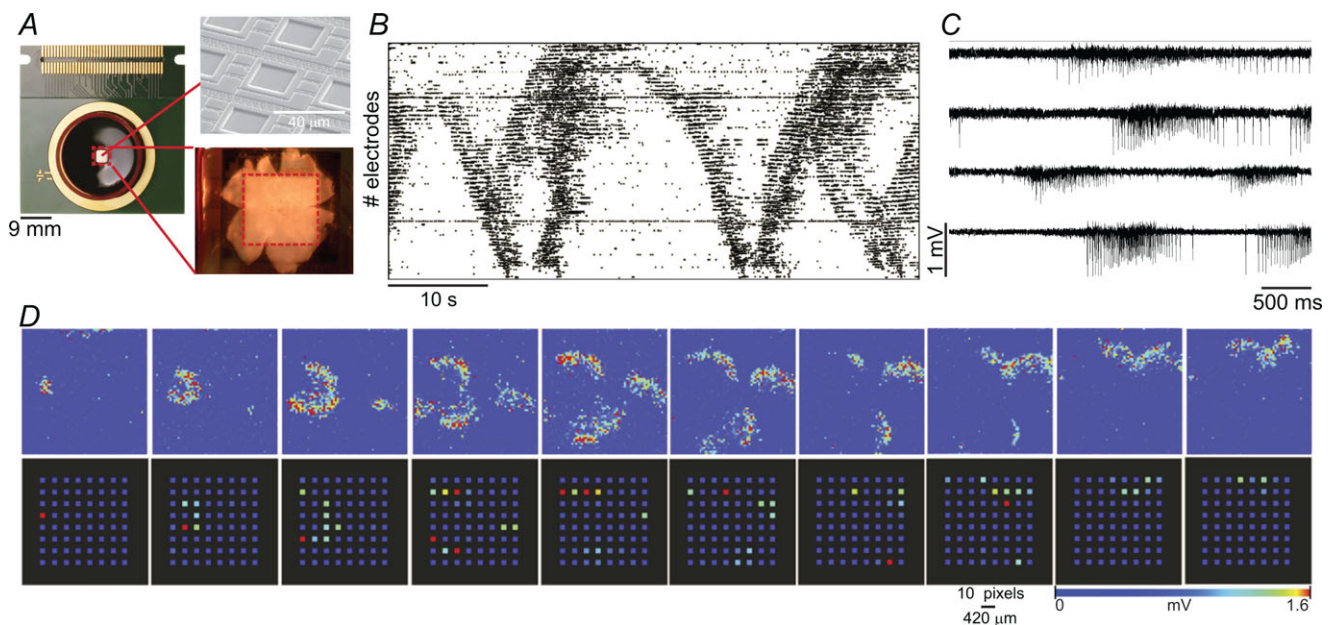 A
40 μm
9 mm
B
# electrodes
10 s
C
1 mV
500 ms
D
10 pixels
420 μm
0
mV
1.6